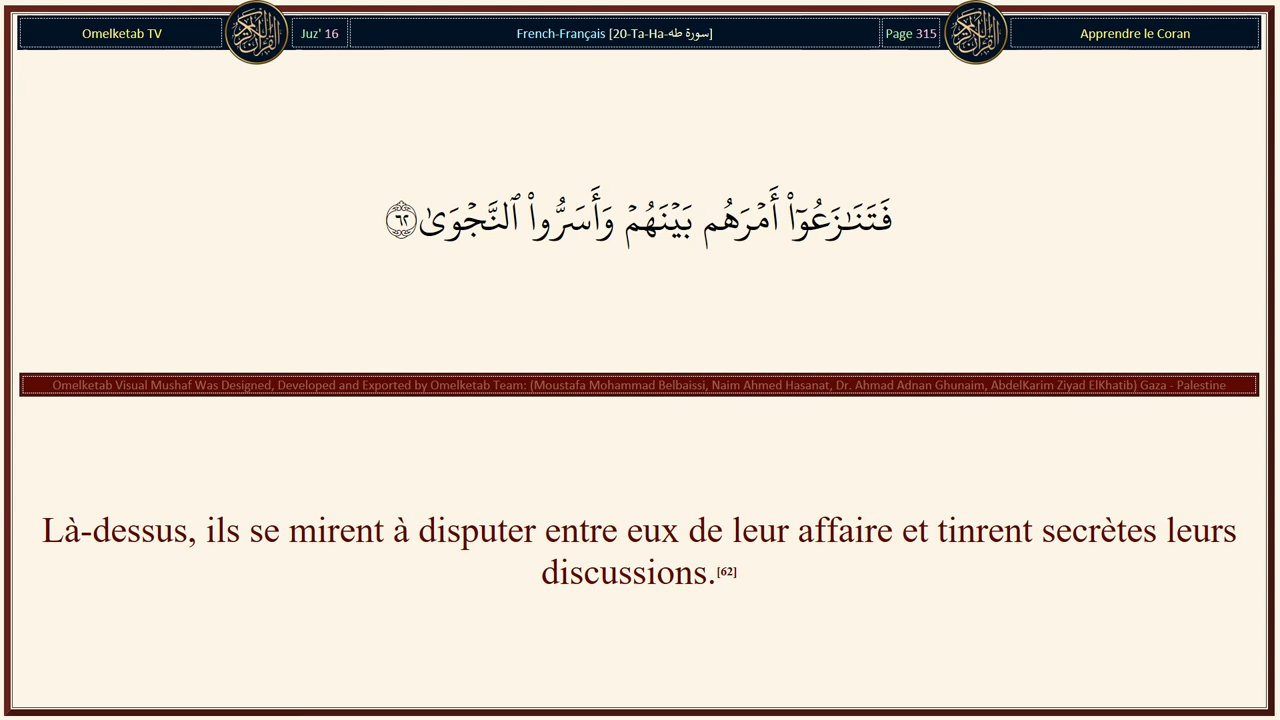 Omelketab TV
Juz' 16
French-Français [20-Ta-Ha-سورة طه]
Page 315
Apprendre le Coran
فَتَنَـٰزَعُوٓا۟ أَمْرَهُم بَيْنَهُمْ وَأَسَرُّوا۟ ٱلنَّجْوَىٰ ٦٢
Omelketab Visual Mushaf Was Designed, Developed and Exported by Omelketab Team: (Moustafa Mohammad Belbaissi, Naim Ahmed Hasanat, Dr. Ahmad Adnan Ghunaim, AbdelKarim Ziyad ElKhatib) Gaza - Palestine
Là-dessus, ils se mirent à disputer entre eux de leur affaire et tinrent secrètes leurs
discussions.[62]